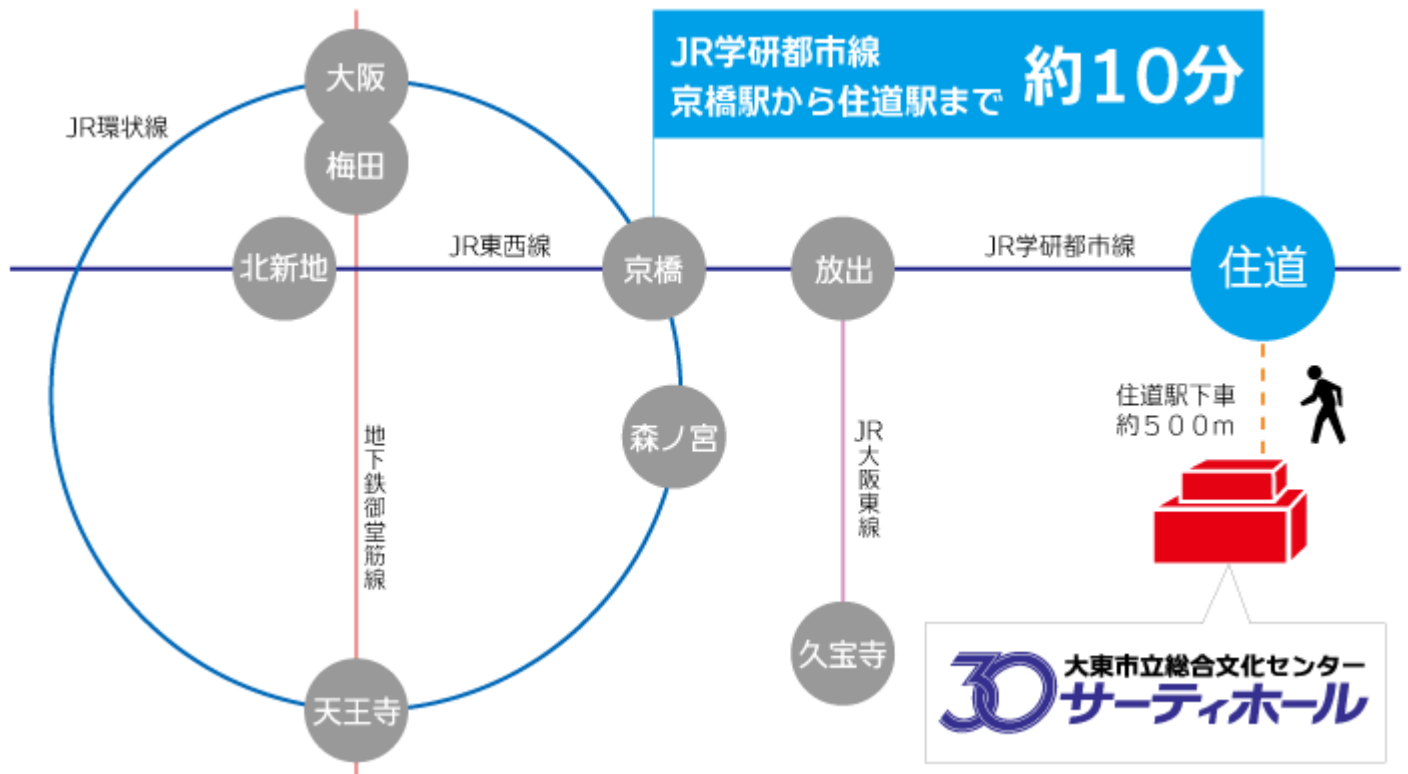 JR学研都市線
京橋駅から住道駅まで
約10分
大阪
JR環状線
梅田
JR東西線
JR学研都市線
北新地
京橋
放出
住道
住道駅下車
約５００m
地下鉄御堂筋線
森ノ宮
JR大阪東線
久宝寺
天王寺
大東市立総合文化センター
30
サーティホール